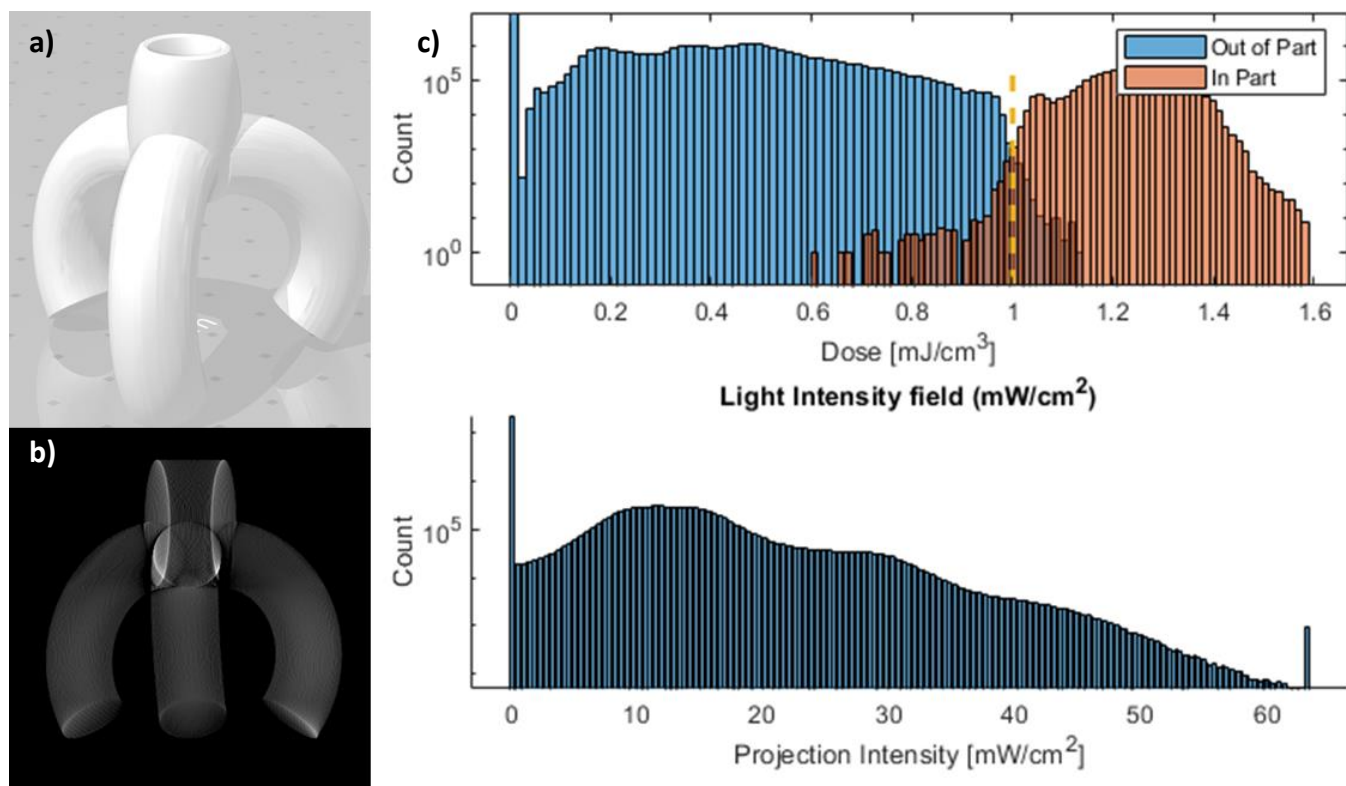 a)
b)
c)
Out of Part
In Part
10^5
10^0
Count
0 0.2 0.4 0.6 0.8 1 1.2 1.4 1.6
Dose [mJ/cm^3]
Light Intensity field (mW/cm^2)
10^5
Count
0 10 20 30 40 50 60
Projection Intensity [mW/cm^2]